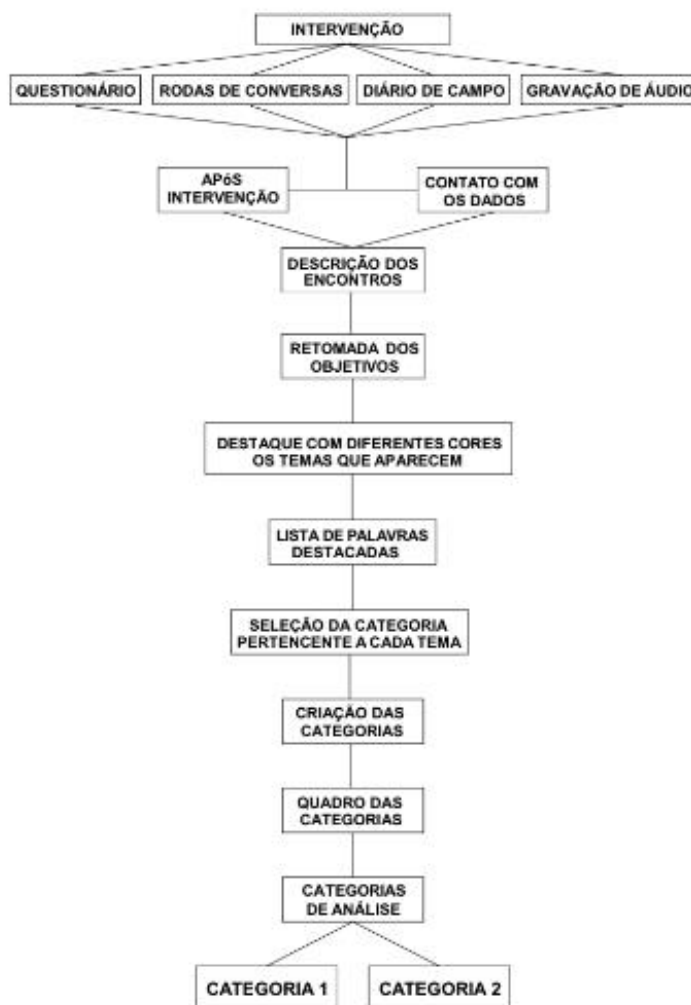 INTERVENÇÃO
QUESTIONÁRIO
RODAS DE CONVERSAS
DIÁRIO DE CAMPO
GRAVAÇÃO DE ÁUDIO
APóS
INTERVENÇÃO
CONTATO COM
OS DADOS
DESCRIÇÃO DOS
ENCONTROS
RETOMADA DOS
OBJETIVOS
DESTAQUE COM DIFERENTES CORES
OS TEMAS QUE APARECEM
LISTA DE PALAVRAS
DESTACADAS
SELEÇÃO DA CATEGORIA
PERTENCENTE A CADA TEMA
CRIAÇÃO DAS
CATEGORIAS
QUADRO DAS
CATEGORIAS
CATEGORIAS
DE ANÁLISE
CATEGORIA 1
CATEGORIA 2